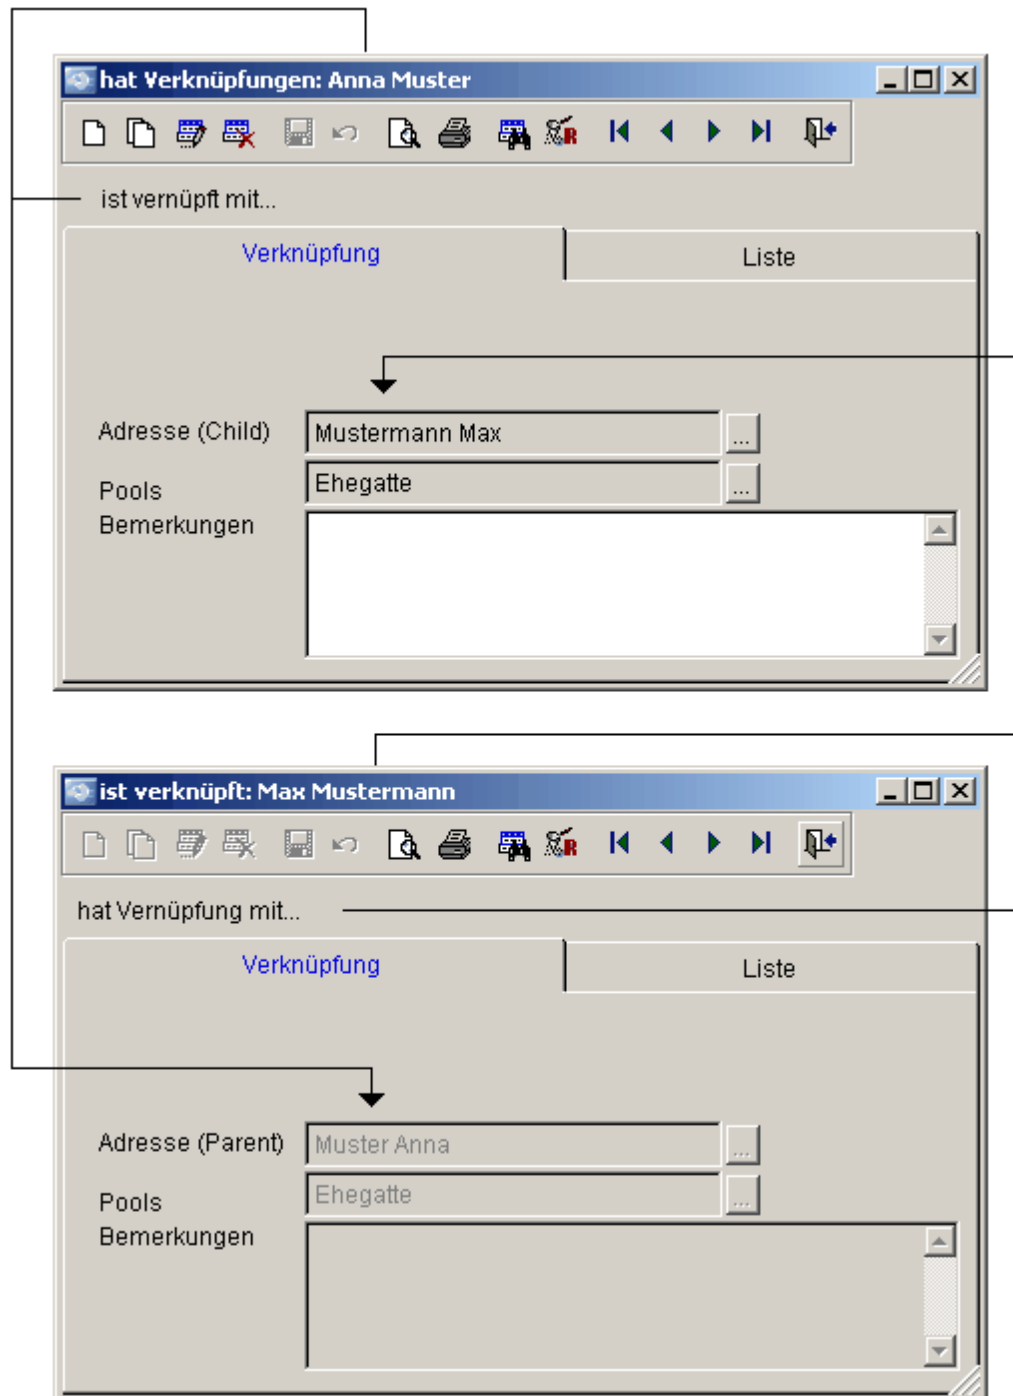 hat Verknüpfungen: Anna Muster
R
ist vernüpft mit...
Verknüpfung Liste
Adresse (Child) Mustermann Max ...
Pools Ehegatte ...
Bemerkungen
ist verknüpft: Max Mustermann
R
hat Vernüpfung mit...
Verknüpfung Liste
Adresse (Parent) Muster Anna ...
Pools Ehegatte ...
Bemerkungen